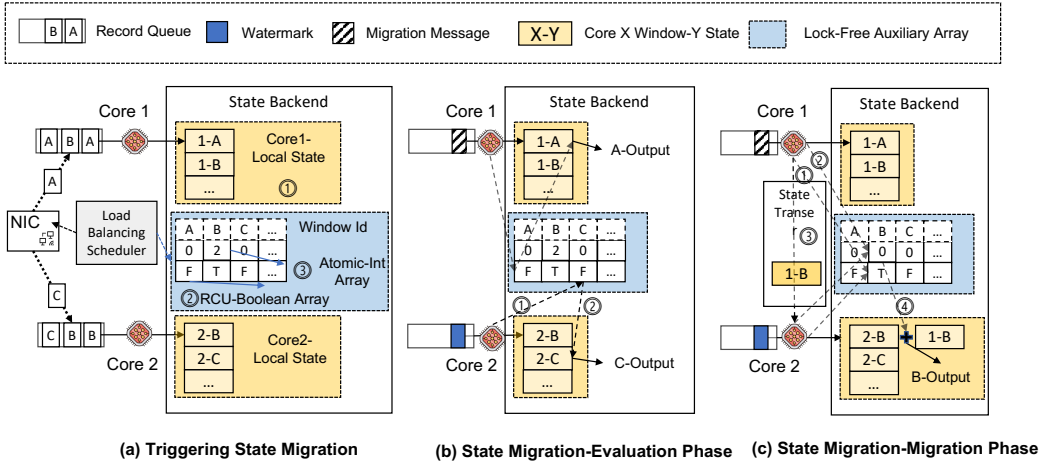 B A Record Queue
Watermark
Migration Message
X-Y Core X Window-Y State
Lock-Free Auxiliary Array
Core 1
State Backend
A B A
1-A
1-B
...
Core1-
Local State
①
A
NIC
Load
Balancing
Scheduler
A B C ...
0 2 0 ...
F T F ...
Window Id
③ Atomic-Int
Array
② RCU-Boolean Array
C
C B B
Core 2
2-B
2-C
...
Core2-
Local State
(a) Triggering State Migration
Core 1
State Backend
1-A
1-B
...
A-Output
A B C ...
0 2 0 ...
F T F ...
①
②
Core 2
2-B
2-C
...
C-Output
(b) State Migration-Evaluation Phase
Core 1
State Backend
1-A
1-B
...
②
①
State
Transe
③
1-B
A B C ...
0 0 0 ...
F T F ...
④
Core 2
2-B
2-C
...
1-B
B-Output
(c) State Migration-Migration Phase